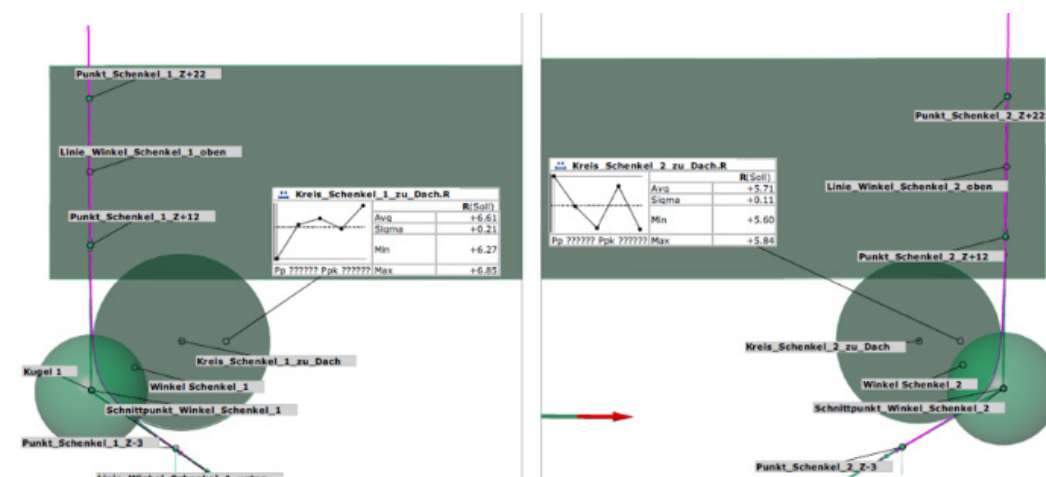 Punkt_Schenkel_1_Z+22
Linie_Winkel_Schenkel_1_oben
Punkt_Schenkel_1_Z+12
Kreis_Schenkel_1_zu_Dach.R
R(Soll)
Avg +6.61
Sigma +0.21
Min +6.27
Pp ?????? Ppk ?????? Max +6.85
Kreis_Schenkel_1_zu_Dach
Kugel 1
Winkel Schenkel_1
Schnittpunkt_Winkel_Schenkel_1
Punkt_Schenkel_1_Z-3
Punkt_Schenkel_2_Z+22
Kreis_Schenkel_2_zu_Dach.R
R(Soll)
Avg +5.71
Sigma +0.11
Min +5.60
Pp ?????? Ppk ?????? Max +5.84
Linie_Winkel_Schenkel_2_oben
Punkt_Schenkel_2_Z+12
Kreis_Schenkel_2_zu_Dach
Winkel Schenkel_2
Schnittpunkt_Winkel_Schenkel_2
Punkt_Schenkel_2_Z-3